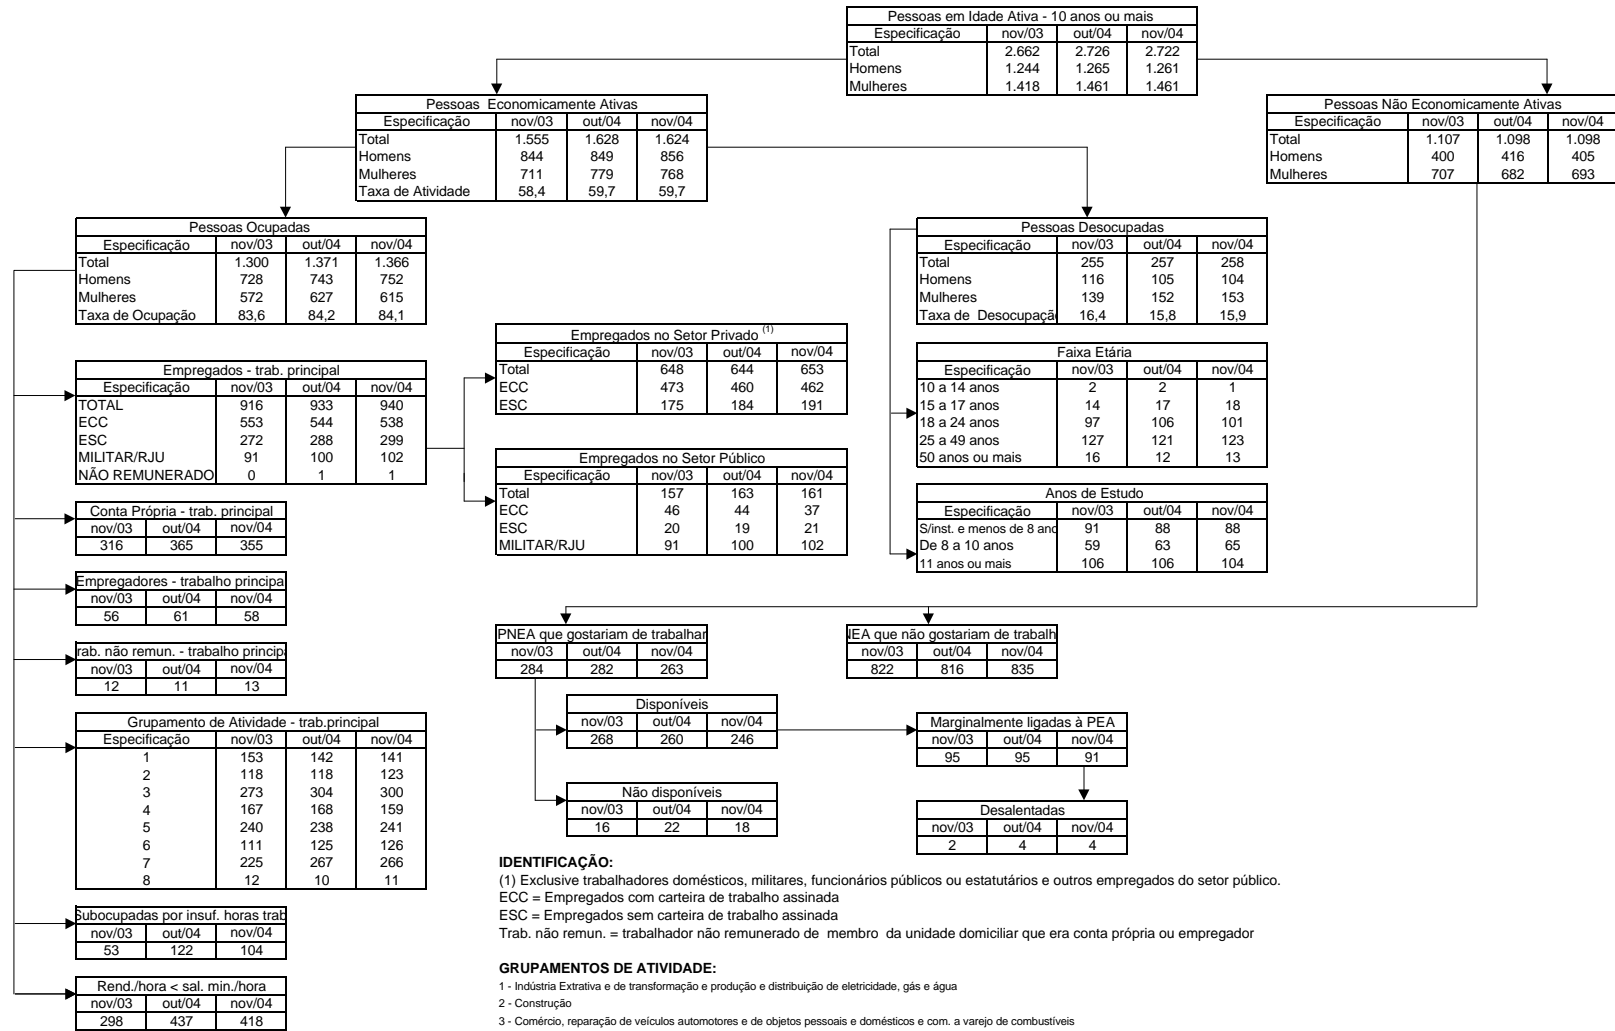 Pessoas em Idade Ativa - 10 anos ou mais
Especificação nov/03 out/04 nov/04
Total 2.662 2.726 2.722
Homens 1.244 1.265 1.261
Mulheres 1.418 1.461 1.461
Pessoas Economicamente Ativas
Especificação nov/03 out/04 nov/04
Total 1.555 1.628 1.624
Homens 844 849 856
Mulheres 711 779 768
Taxa de Atividade 58,4 59,7 59,7
Pessoas Não Economicamente Ativas
Especificação nov/03 out/04 nov/04
Total 1.107 1.098 1.098
Homens 400 416 405
Mulheres 707 682 693
Pessoas Ocupadas
Especificação nov/03 out/04 nov/04
Total 1.300 1.371 1.366
Homens 728 743 752
Mulheres 572 627 615
Taxa de Ocupação 83,6 84,2 84,1
Pessoas Desocupadas
Especificação nov/03 out/04 nov/04
Total 255 257 258
Homens 116 105 104
Mulheres 139 152 153
Taxa de Desocupaçã 16,4 15,8 15,9
Empregados - trab. principal
Especificação nov/03 out/04 nov/04
TOTAL 916 933 940
ECC 553 544 538
ESC 272 288 299
MILITAR/RJU 91 100 102
NÃO REMUNERADO 0 1 1
Empregados no Setor Privado (1)
Especificação nov/03 out/04 nov/04
Total 648 644 653
ECC 473 460 462
ESC 175 184 191
Faixa Etária
Especificação nov/03 out/04 nov/04
10 a 14 anos 2 2 1
15 a 17 anos 14 17 18
18 a 24 anos 97 106 101
25 a 49 anos 127 121 123
50 anos ou mais 16 12 13
Empregados no Setor Público
Especificação nov/03 out/04 nov/04
Total 157 163 161
ECC 46 44 37
ESC 20 19 21
MILITAR/RJU 91 100 102
Anos de Estudo
Especificação nov/03 out/04 nov/04
S/inst. e menos de 8 ano 91 88 88
De 8 a 10 anos 59 63 65
11 anos ou mais 106 106 104
Conta Própria - trab. principal
nov/03 out/04 nov/04
316 365 355
Empregadores - trabalho principa
nov/03 out/04 nov/04
56 61 58
rab. não remun. - trabalho princip
nov/03 out/04 nov/04
12 11 13
PNEA que gostariam de trabalhar
nov/03 out/04 nov/04
284 282 263
NEA que não gostariam de trabalh
nov/03 out/04 nov/04
822 816 835
Disponíveis
nov/03 out/04 nov/04
268 260 246
Marginalmente ligadas à PEA
nov/03 out/04 nov/04
95 95 91
Não disponíveis
nov/03 out/04 nov/04
16 22 18
Desalentadas
nov/03 out/04 nov/04
2 4 4
Grupamento de Atividade - trab.principal
Especificação nov/03 out/04 nov/04
1 153 142 141
2 118 118 123
3 273 304 300
4 167 168 159
5 240 238 241
6 111 125 126
7 225 267 266
8 12 10 11
Subocupadas por insuf. horas trab
nov/03 out/04 nov/04
53 122 104
Rend./hora < sal. min./hora
nov/03 out/04 nov/04
298 437 418
IDENTIFICAÇÃO:
(1) Exclusive trabalhadores domésticos, militares, funcionários públicos ou estatutários e outros empregados do setor público.
ECC = Empregados com carteira de trabalho assinada
ESC = Empregados sem carteira de trabalho assinada
Trab. não remun. = trabalhador não remunerado de membro da unidade domiciliar que era conta própria ou empregador
GRUPAMENTOS DE ATIVIDADE:
1 - Indústria Extrativa e de transformação e produção e distribuição de eletricidade, gás e água
2 - Construção
3 - Comércio, reparação de veículos automotores e de objetos pessoais e domésticos e com. a varejo de combustíveis